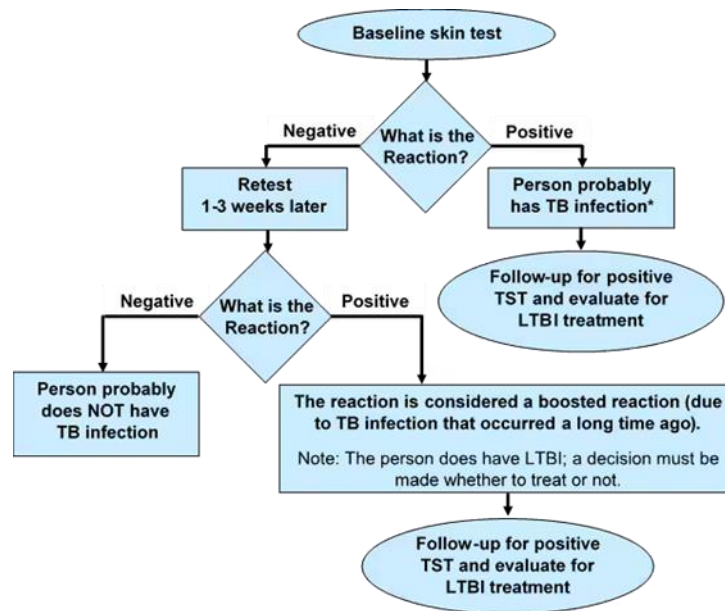 Baseline skin test
Negative
What is the
Reaction?
Positive
Retest
1-3 weeks later
Person probably
has TB infection*
Follow-up for positive
TST and evaluate for
LTBI treatment
Negative
What is the
Reaction?
Positive
Person probably
does NOT have
TB infection
The reaction is considered a boosted reaction (due
to TB infection that occurred a long time ago).
Note: The person does have LTBI; a decision must be
made whether to treat or not.
Follow-up for positive
TST and evaluate for
LTBI treatment